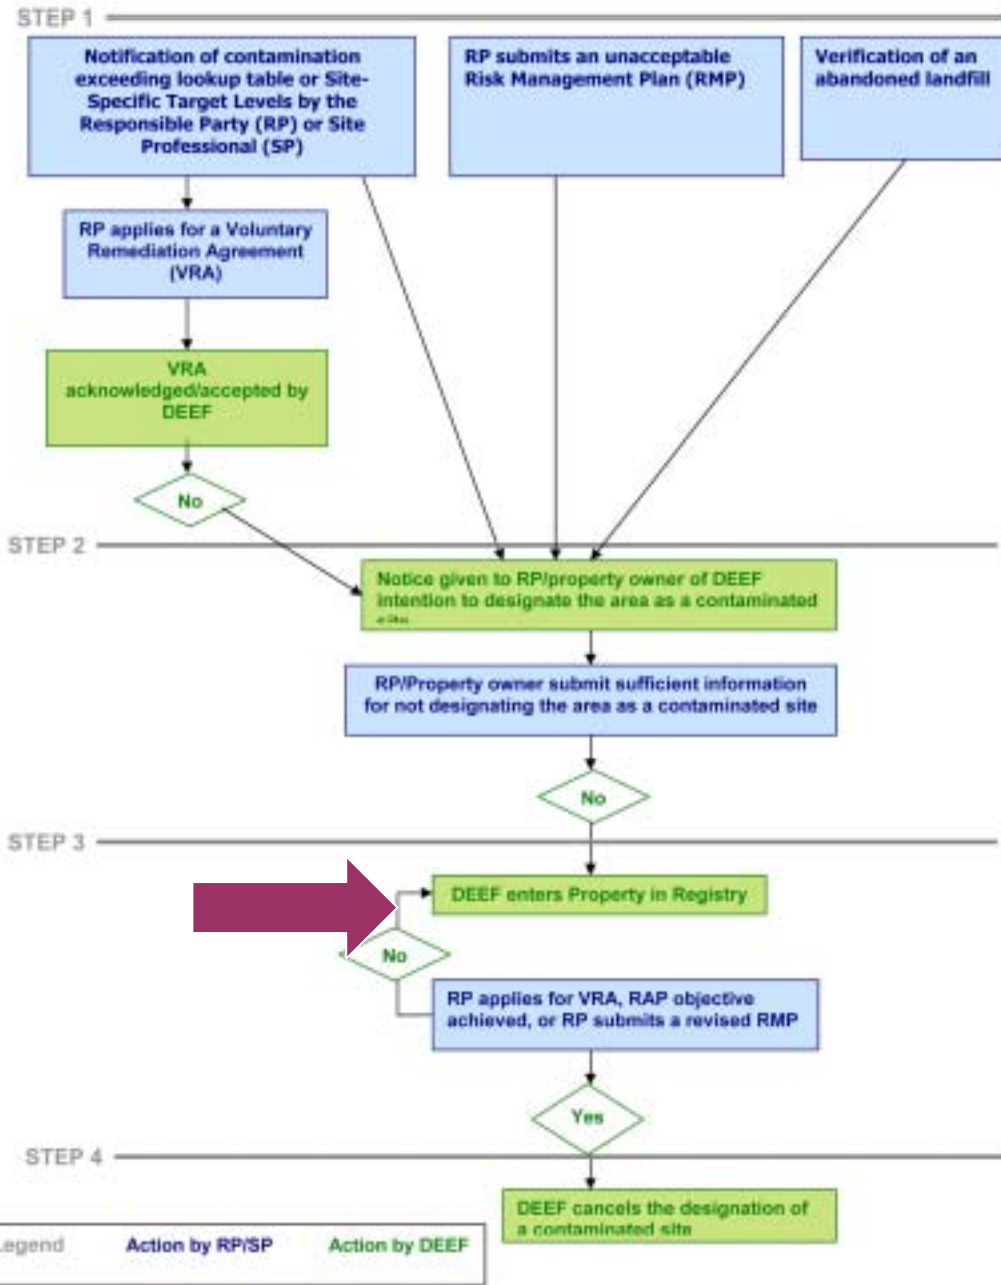 STEP 1
Notification of contamination
exceeding lookup table or Site-
Specific Target Levels by the
Responsible Party (RP) or Site
Professional (SP)
RP submits an unacceptable
Risk Management Plan (RMP)
Verification of an
abandoned landfill
RP applies for a Voluntary
Remediation Agreement
(VRA)
VRA
acknowledged/accepted by
DEEF
No
STEP 2
Notice given to RP/property owner of DEEF
intention to designate the area as a contaminated
RP/Property owner submit sufficient information
for not designating the area as a contaminated site
No
STEP 3
DEEF enters Property in Registry
No
RP applies for VRA, RAP objective
achieved, or RP submits a revised RMP
Yes
STEP 4
DEEF cancels the designation of
a contaminated site
Legend Action by RP/SP Action by DEEF